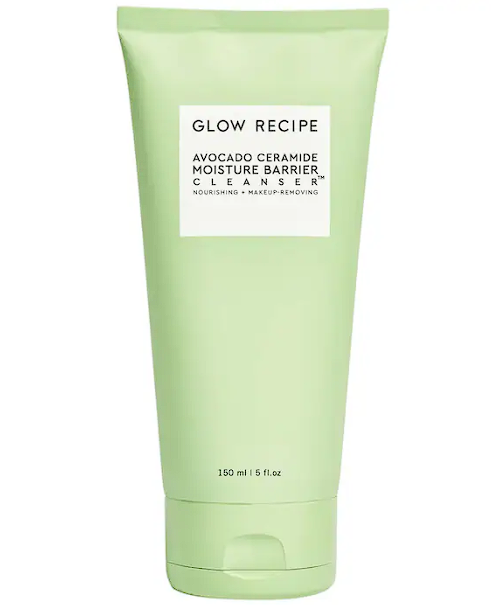 GLOW RECIPE
AVOCADO CERAMIDE
MOISTURE BARRIER
CLEANSER™
NOURISHING + MAKEUP-REMOVING
150 ml | 5 fl.oz